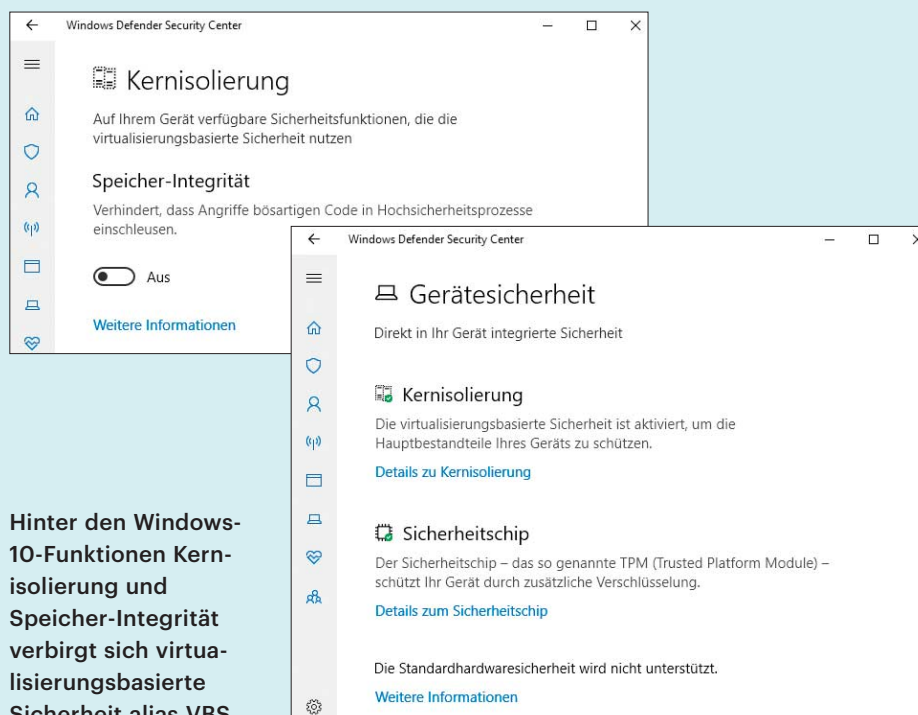 Windows Defender Security Center
Kernisolierung
Auf Ihrem Gerät verfügbare Sicherheitsfunktionen, die die
virtualisierungsbasierte Sicherheit nutzen
Speicher-Integrität
Verhindert, dass Angriffe bösartigen Code in Hochsicherheitsprozesse
einschleusen.
Aus
Weitere Informationen
Windows Defender Security Center
Gerätesicherheit
Direkt in Ihr Gerät integrierte Sicherheit
Kernisolierung
Die virtualisierungsbasierte Sicherheit ist aktiviert, um die
Hauptbestandteile Ihres Geräts zu schützen.
Details zu Kernisolierung
Sicherheitschip
Der Sicherheitschip – das so genannte TPM (Trusted Platform Module) –
schützt Ihr Gerät durch zusätzliche Verschlüsselung.
Details zum Sicherheitschip
Die Standardhardwaresicherheit wird nicht unterstützt.
Weitere Informationen
Hinter den Windows-
10-Funktionen Kern-
isolierung und
Speicher-Integrität
verbirgt sich virtua-
lisierungsbasierte
Sicherheit alias VBS